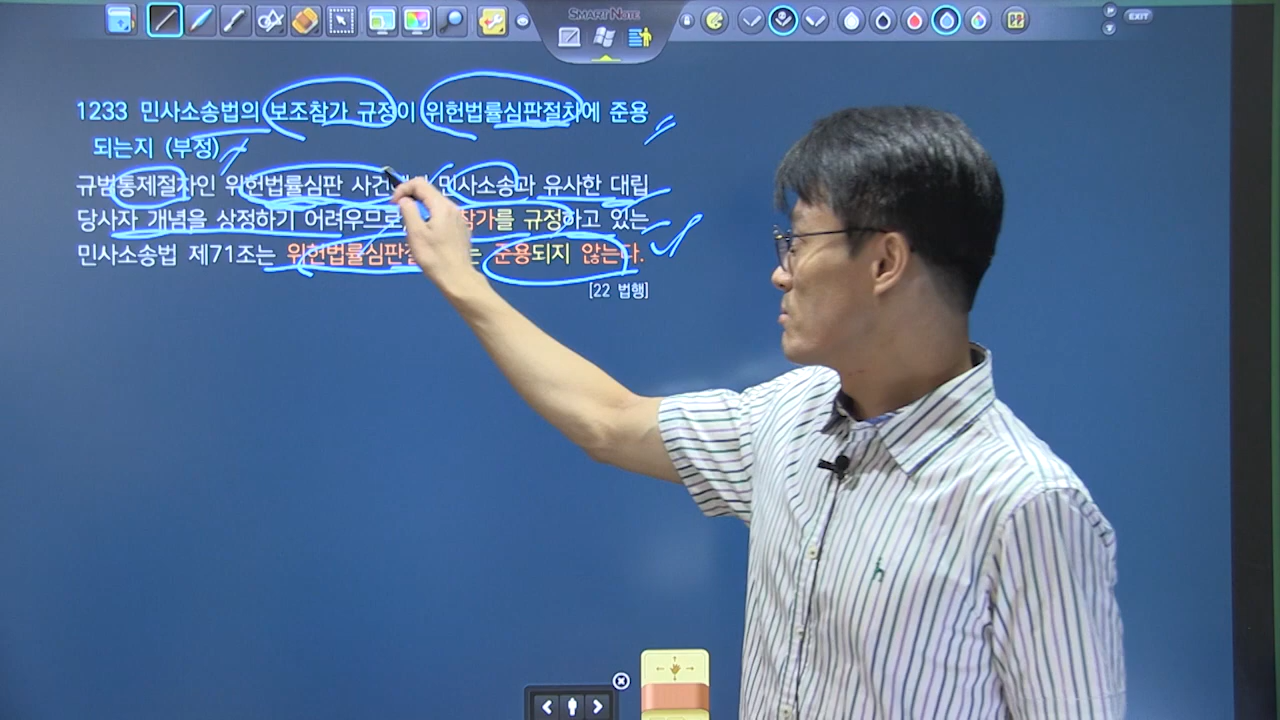 SMART NOTE
EXIT
1233 민사소송법의 보조참가 규정이 위헌법률심판절차에 준용
되는지 (부정)
규범통제절차인 위헌법률심판 사건 민사소송과 유사한 대립
당사자 개념을 상정하기 어려우므로 참가를 규정하고 있는
민사소송법 제71조는 위헌법률심판 는 준용되지 않는다.
[22 법행]